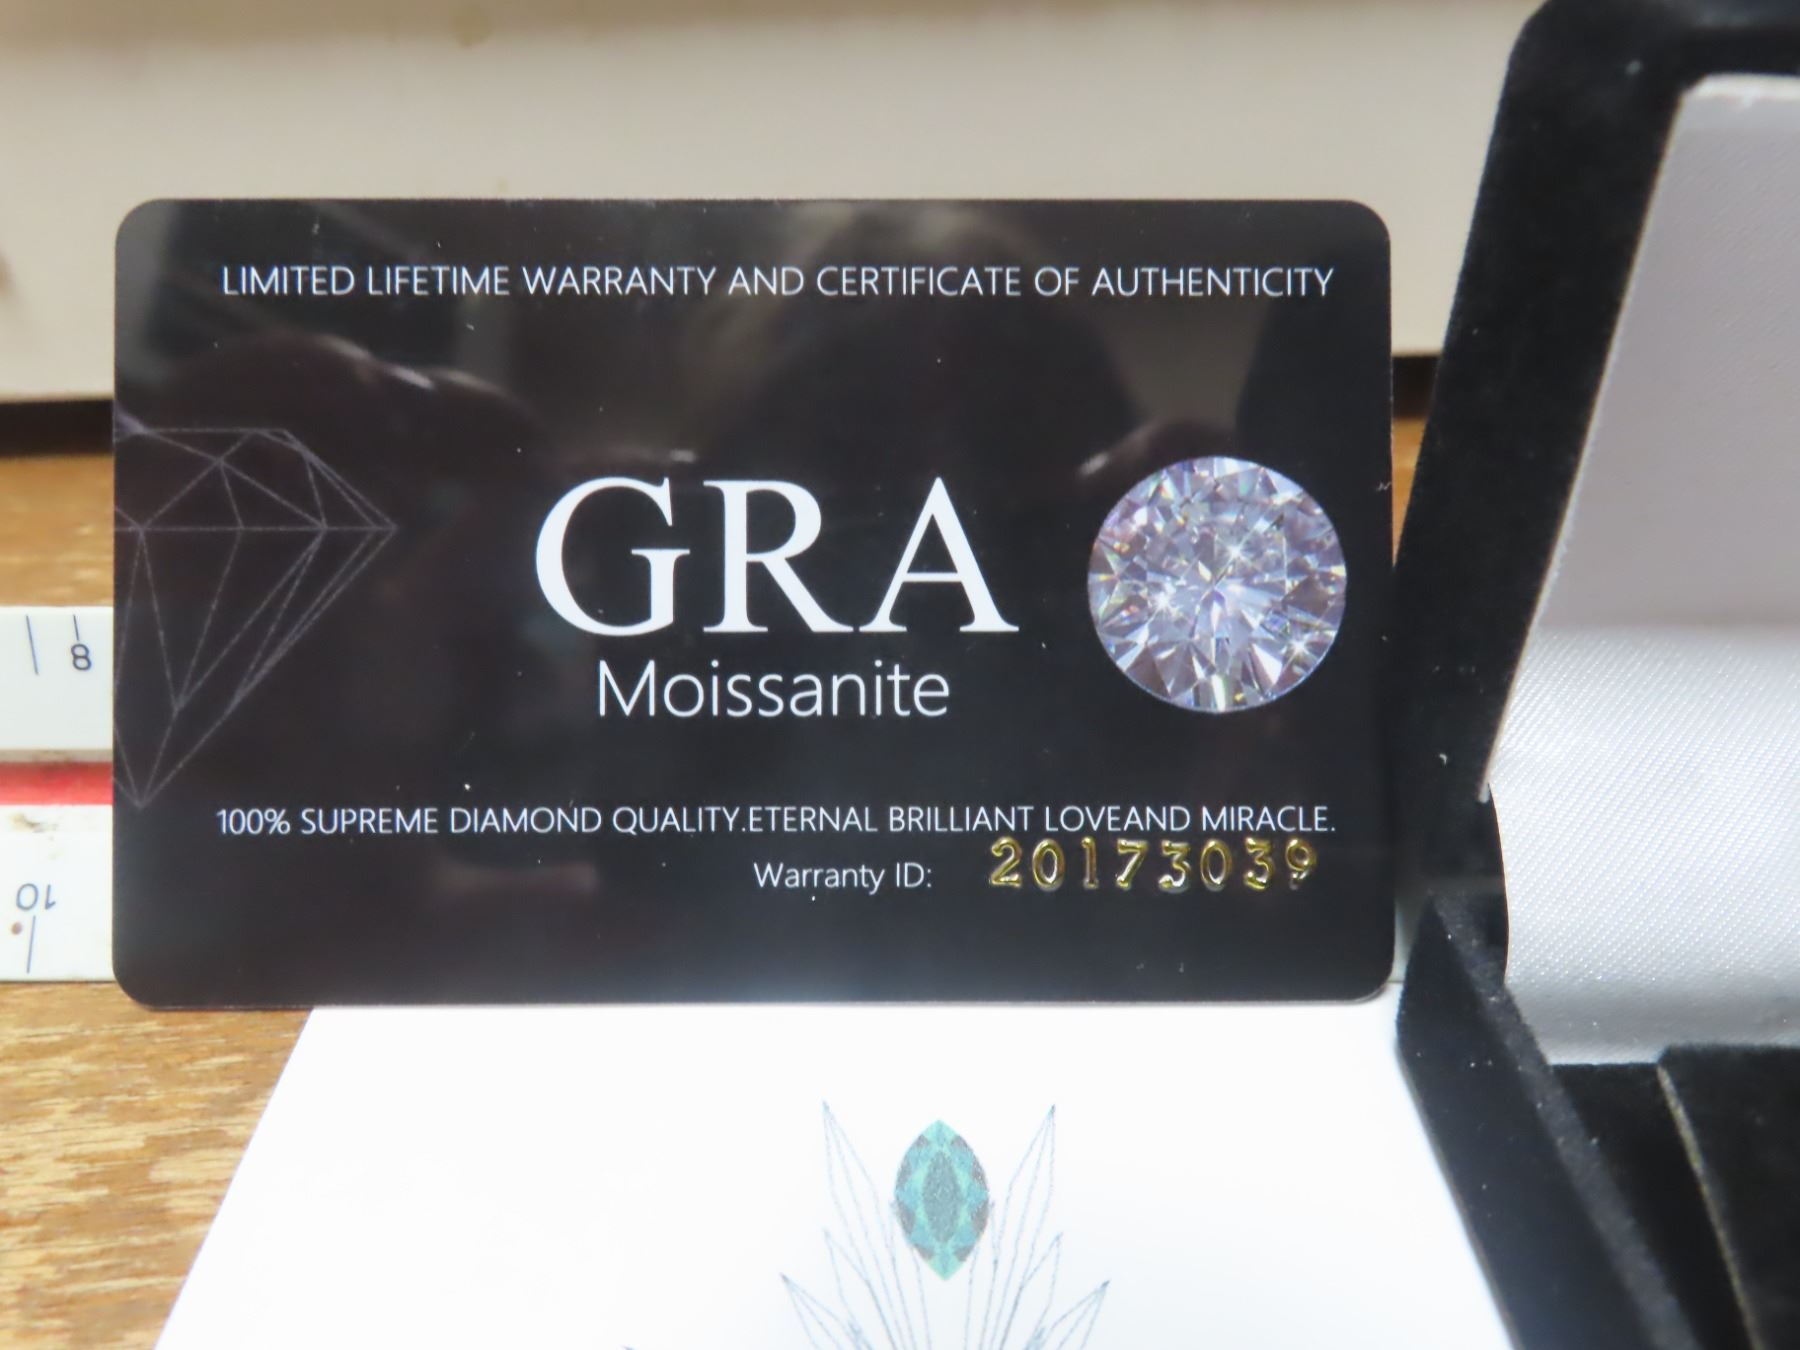 LIMITED LIFETIME WARRANTY AND CERTIFICATE OF AUTHENTICITY
GRA
Moissanite
8
100% SUPREME DIAMOND QUALITY.ETERNAL BRILLIANT LOVEAND MIRACLE.
Warranty ID: 20173039
10